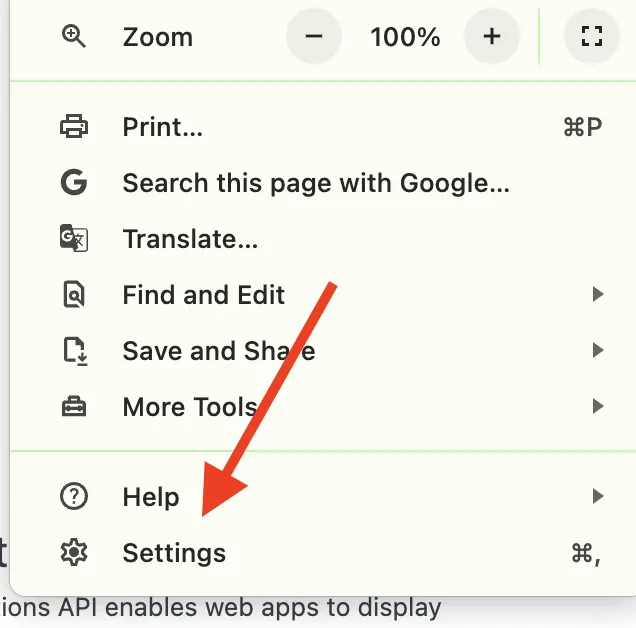 Zoom − 100% +
Print... ⌘P
Search this page with Google...
Translate...
Find and Edit
Save and Share
More Tools
Help
Settings ⌘,
tions API enables web apps to display